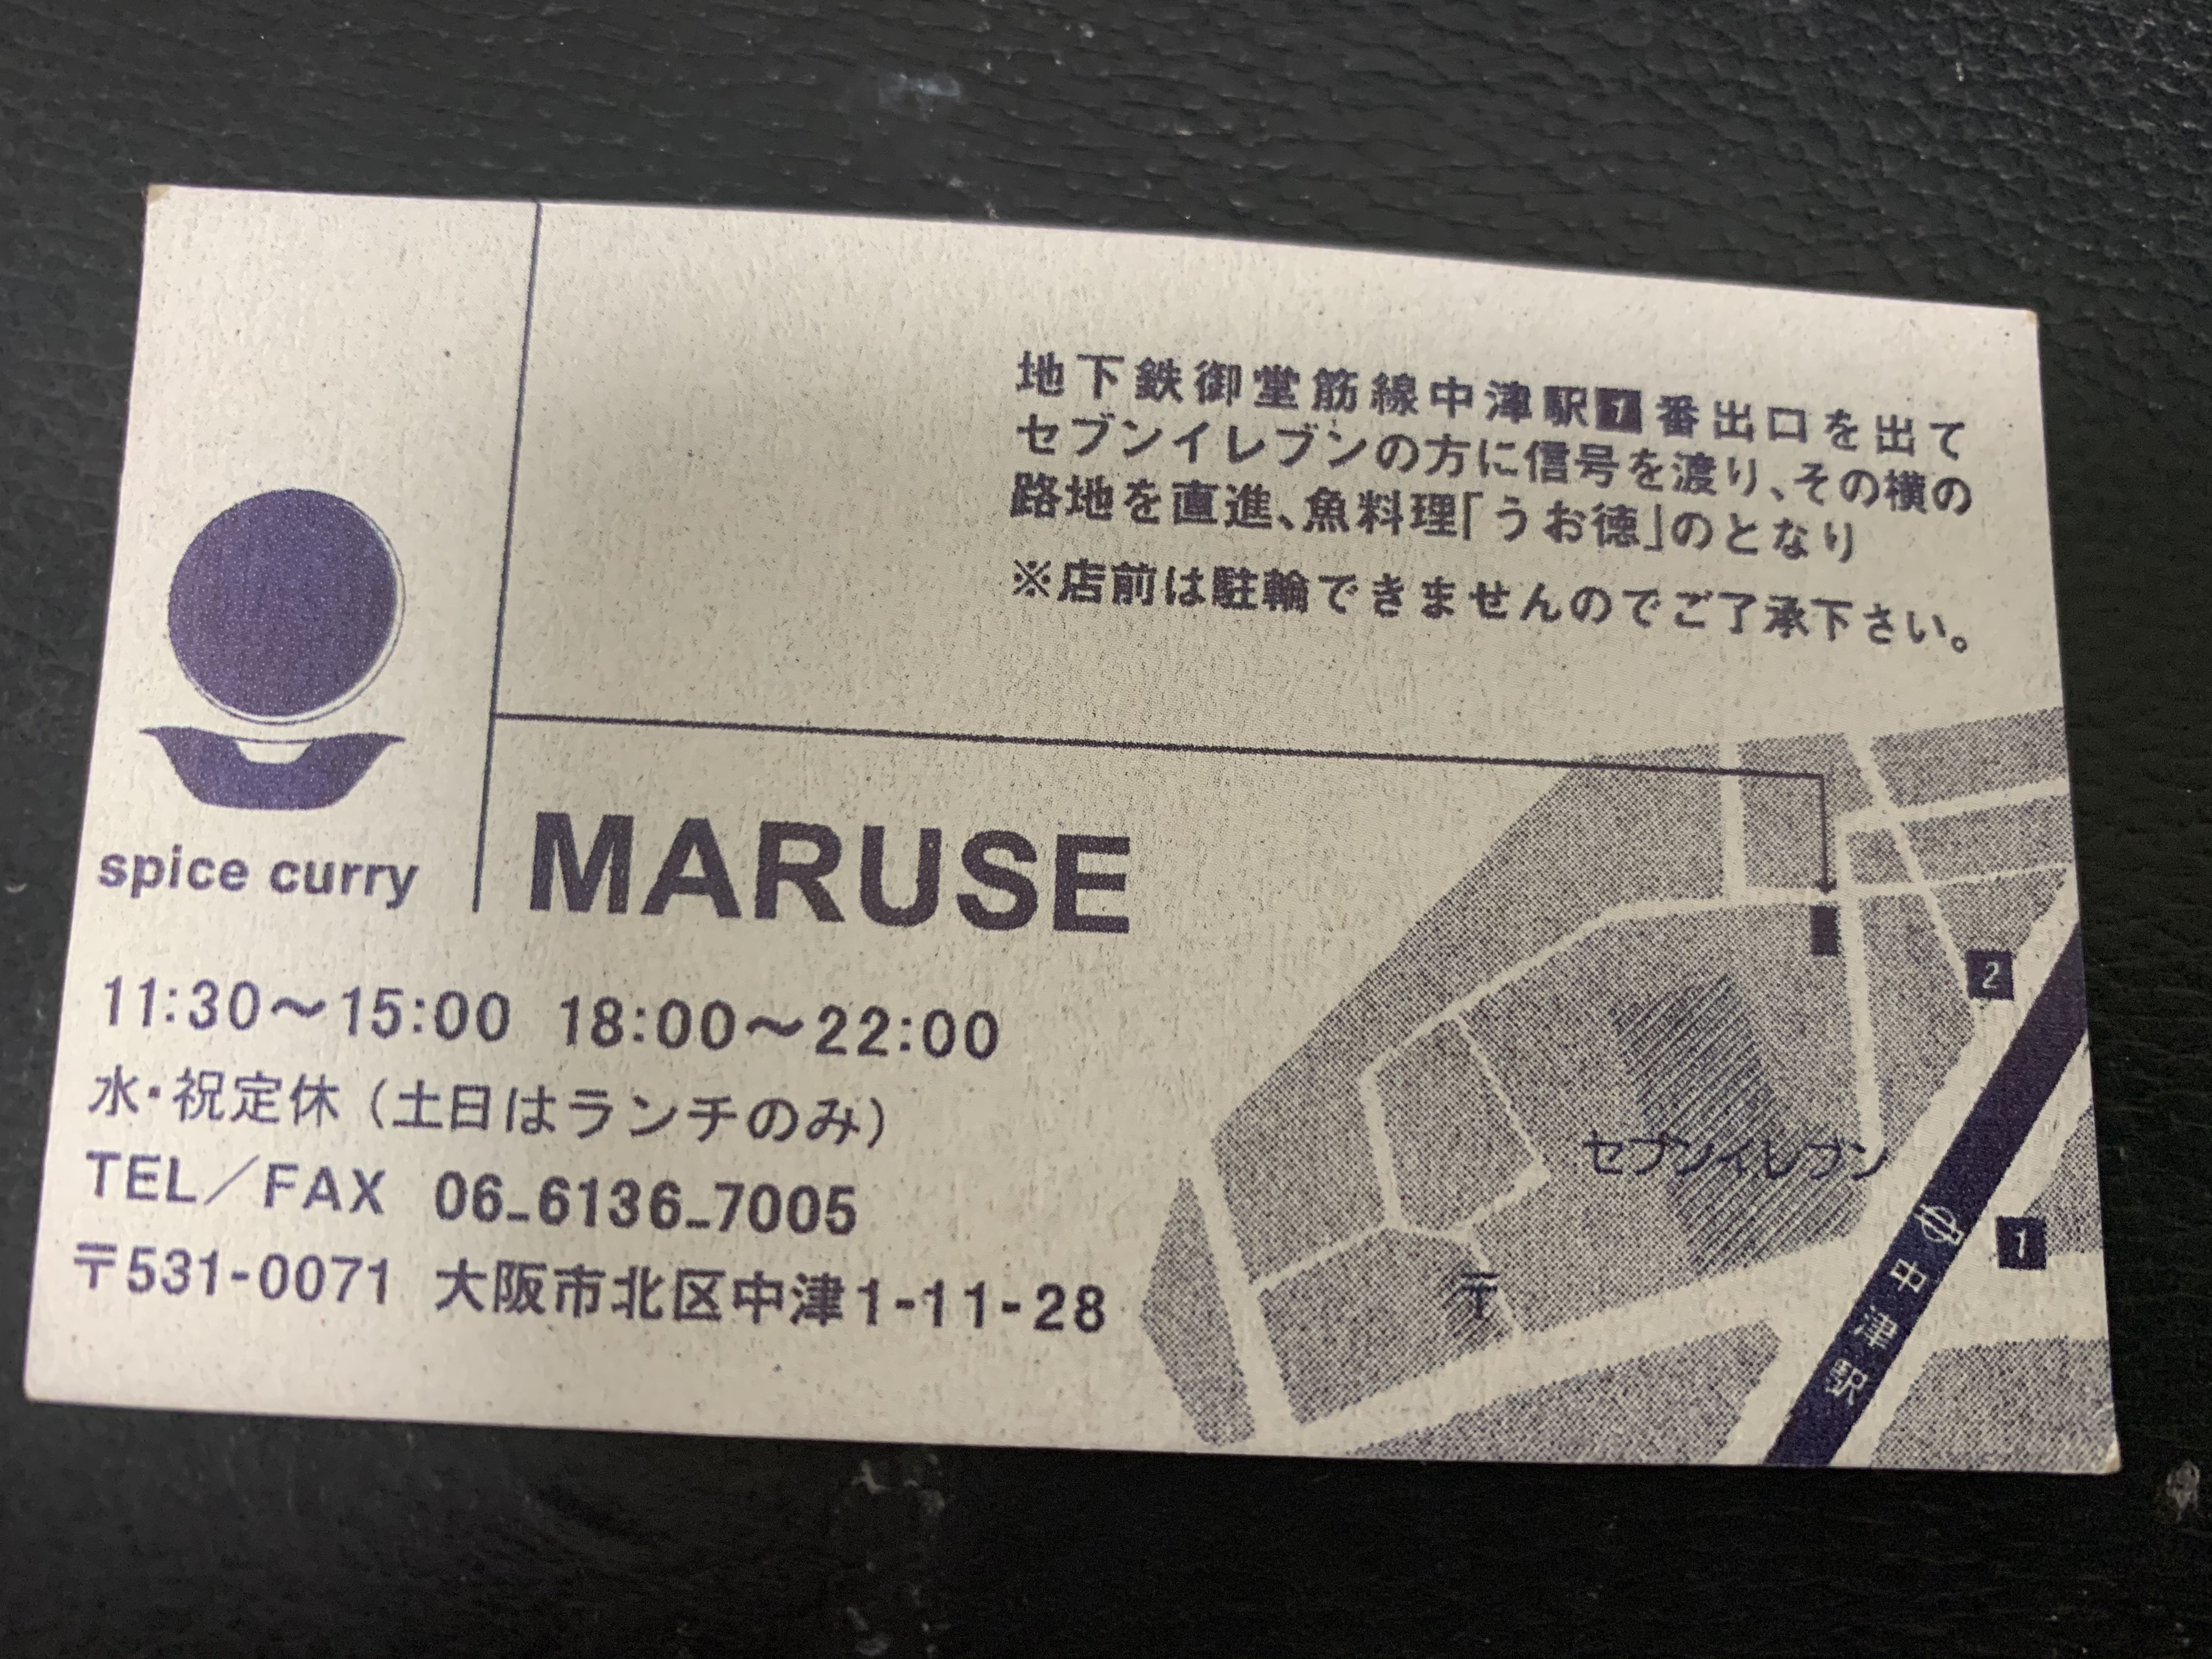 地下鉄御堂筋線中津駅1番出口を出て
セブンイレブンの方に信号を渡り、その横の
路地を直進、魚料理「うお徳」のとなり
※店前は駐輪できませんのでご了承下さい。
spice curry
MARUSE
11:30〜15:00 18:00〜22:00
水・祝定休(土日はランチのみ)
TEL/FAX 06-6136-7005
〒531-0071 大阪市北区中津1-11-28
2
セブンイレブン
1
〒
中津駅